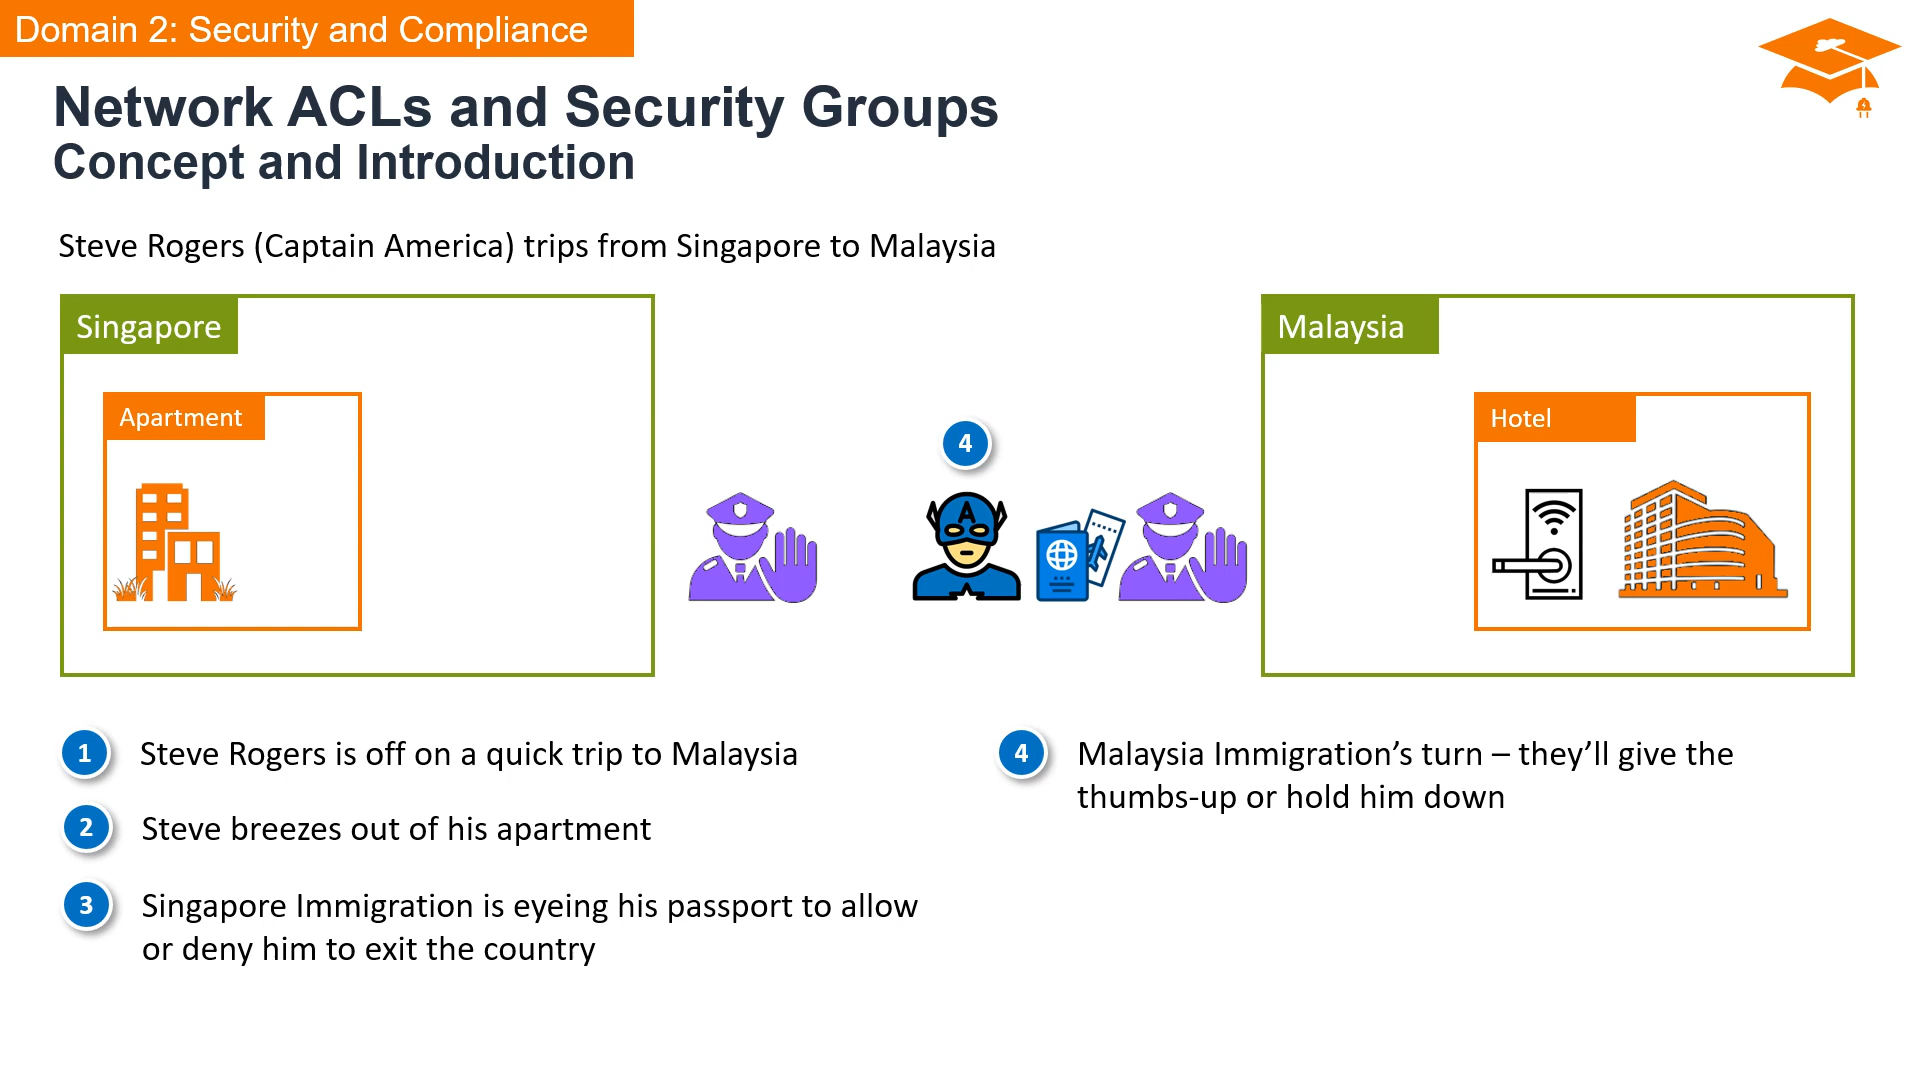 Domain 2: Security and Compliance
Network ACLs and Security Groups
Concept and Introduction
Steve Rogers (Captain America) trips from Singapore to Malaysia
Singapore
Apartment
4
A
Malaysia
Hotel
1 Steve Rogers is off on a quick trip to Malaysia
2 Steve breezes out of his apartment
3 Singapore Immigration is eyeing his passport to allow
or deny him to exit the country
4 Malaysia Immigration’s turn – they’ll give the
thumbs-up or hold him down